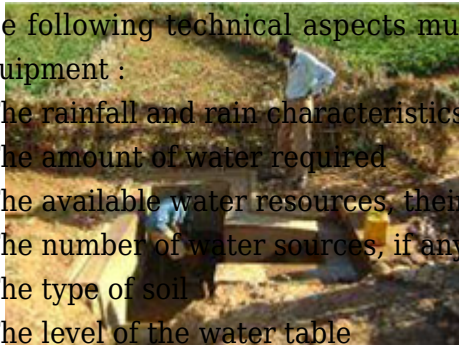 e following technical aspects mu
uipment :
he rainfall and rain characteristics
he amount of water required
he available water resources, their
he number of water sources, if any
he type of soil
he level of the water table